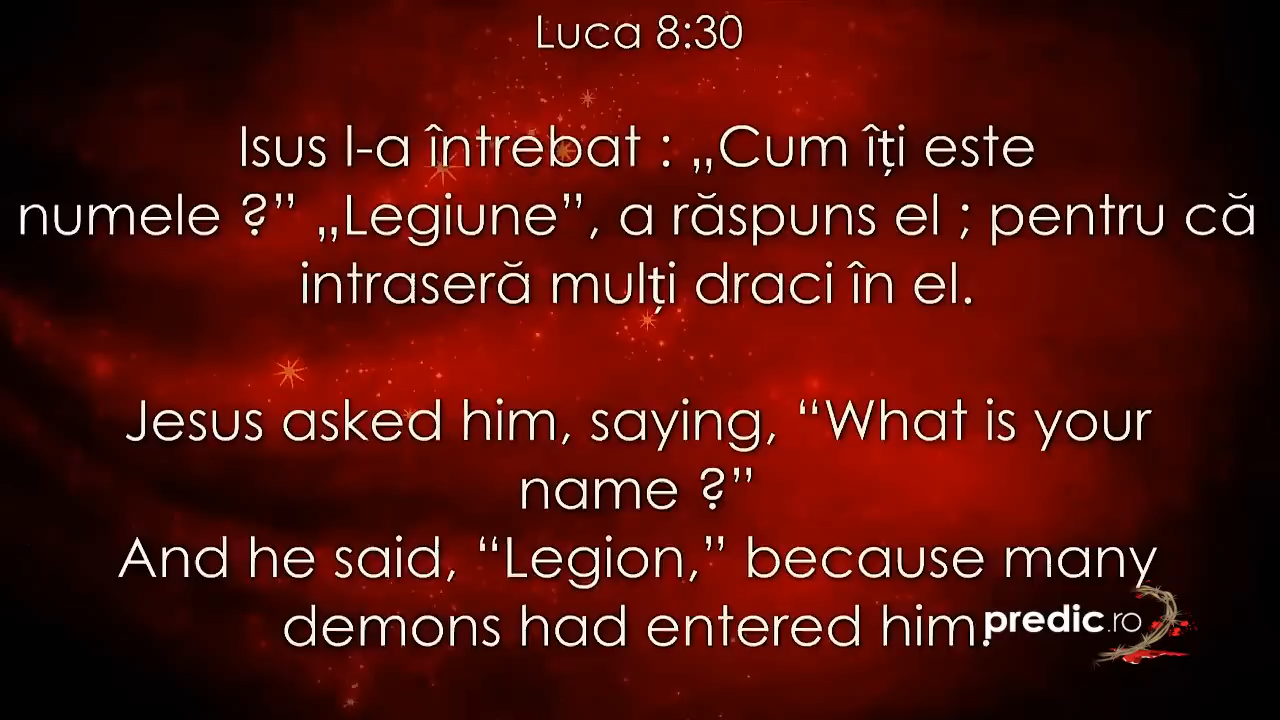 Luca 8:30
Isus l-a întrebat : „Cum îți este
numele ?” „Legiune”, a răspuns el ; pentru că
intraseră mulți draci în el.
Jesus asked him, saying, “What is your
name ?”
And he said, “Legion,” because many
demons had entered him.
predic.ro